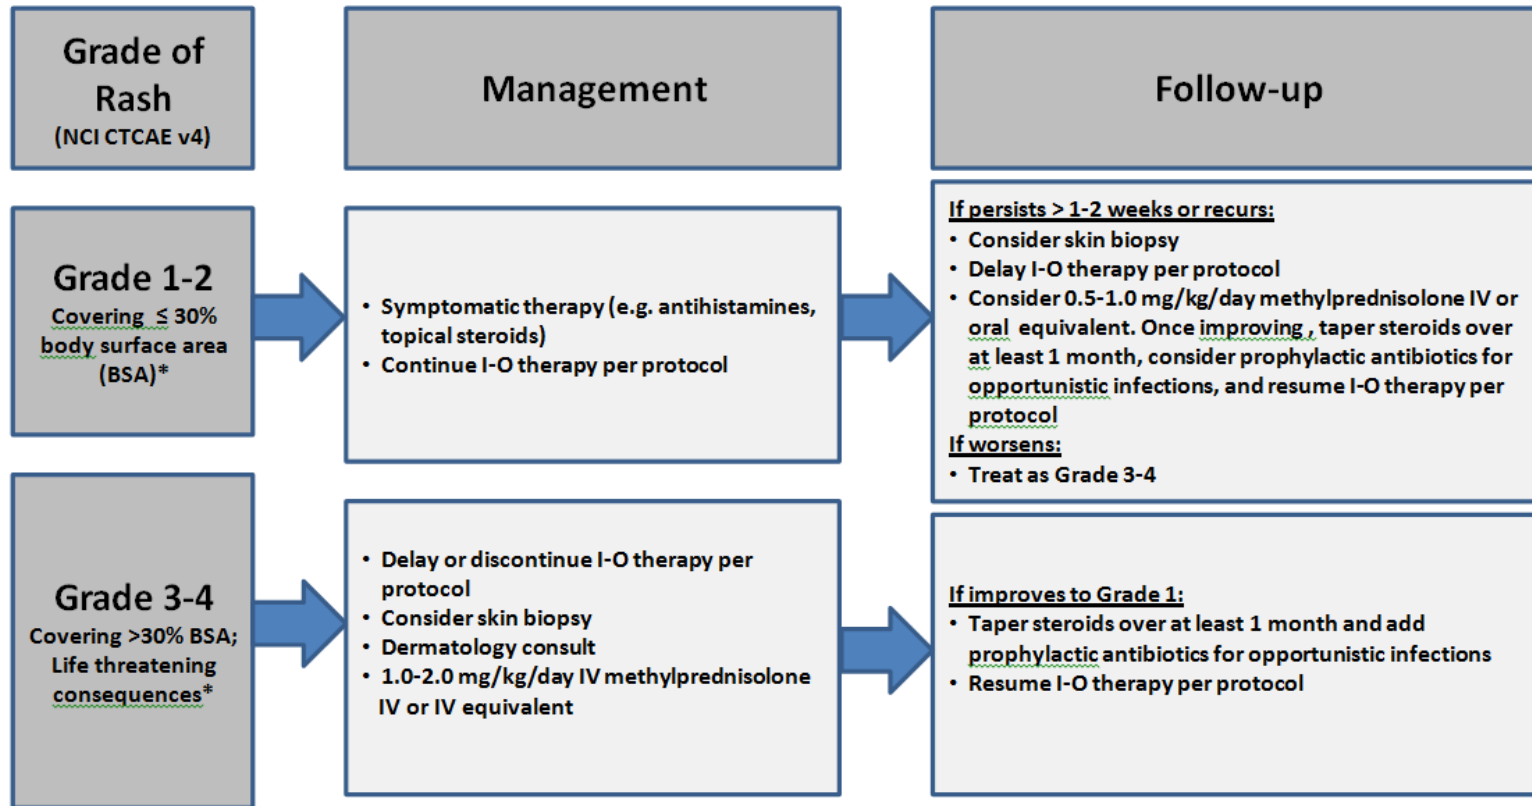 Grade of
Rash
(NCI CTCAE v4)
Management
Follow-up
Grade 1-2
Covering ≤ 30%
body surface area
(BSA)*
• Symptomatic therapy (e.g. antihistamines,
topical steroids)
• Continue I-O therapy per protocol
If persists > 1-2 weeks or recurs:
• Consider skin biopsy
• Delay I-O therapy per protocol
• Consider 0.5-1.0 mg/kg/day methylprednisolone IV or
oral equivalent. Once improving , taper steroids over
at least 1 month, consider prophylactic antibiotics for
opportunistic infections, and resume I-O therapy per
protocol
If worsens:
• Treat as Grade 3-4
Grade 3-4
Covering >30% BSA;
Life threatening
consequences*
• Delay or discontinue I-O therapy per
protocol
• Consider skin biopsy
• Dermatology consult
• 1.0-2.0 mg/kg/day IV methylprednisolone
IV or IV equivalent
If improves to Grade 1:
• Taper steroids over at least 1 month and add
prophylactic antibiotics for opportunistic infections
• Resume I-O therapy per protocol